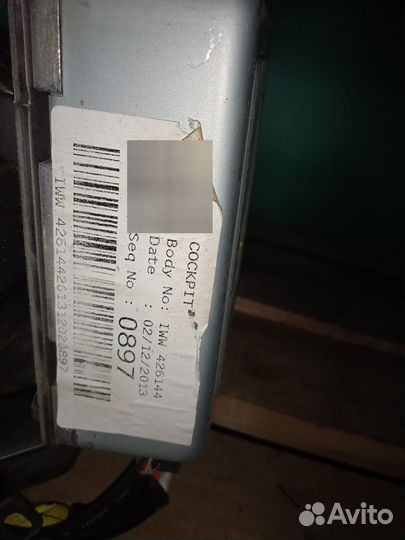 COCKPIT
Body No: IWW 426144
Date : 02/12/2013
Seq No : 0897
IWW 426144201312020897
Avito